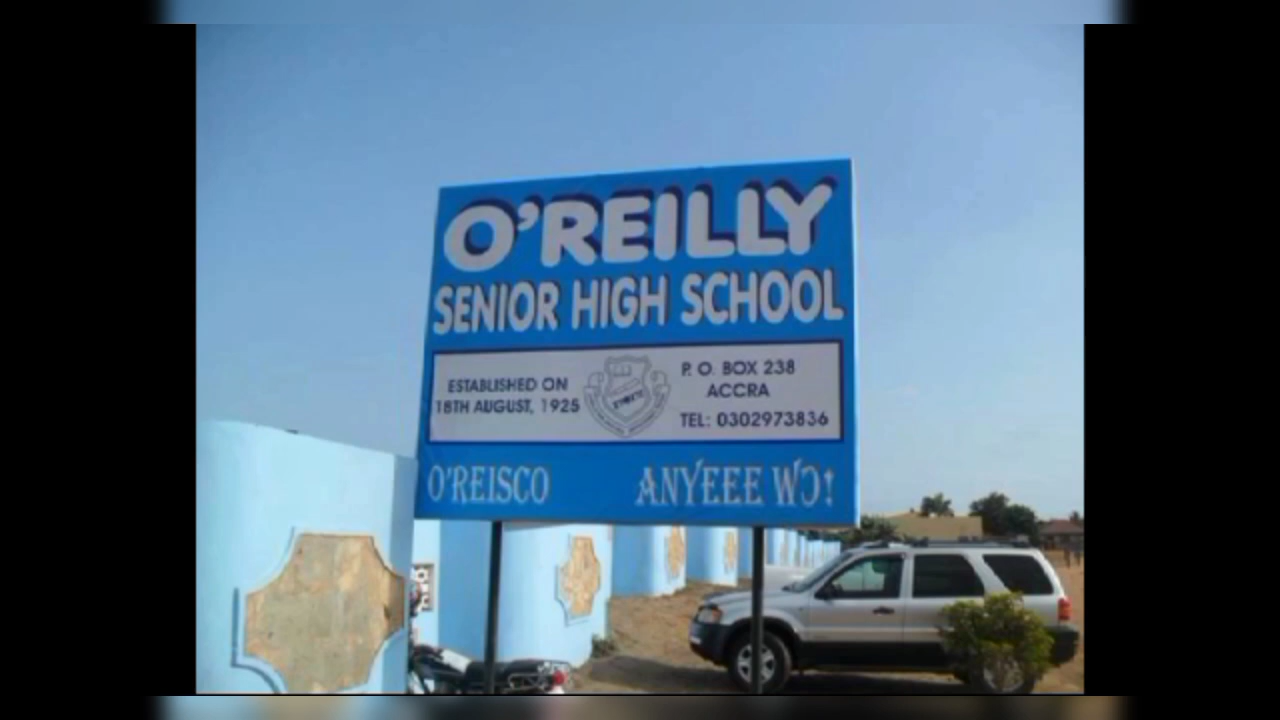 O'REILLY
SENIOR HIGH SCHOOL
ESTABLISHED ON
18TH AUGUST, 1925
P. O. BOX 238
ACCRA
TEL: 0302973836
O'REISCO
ANYEEE WƆ!